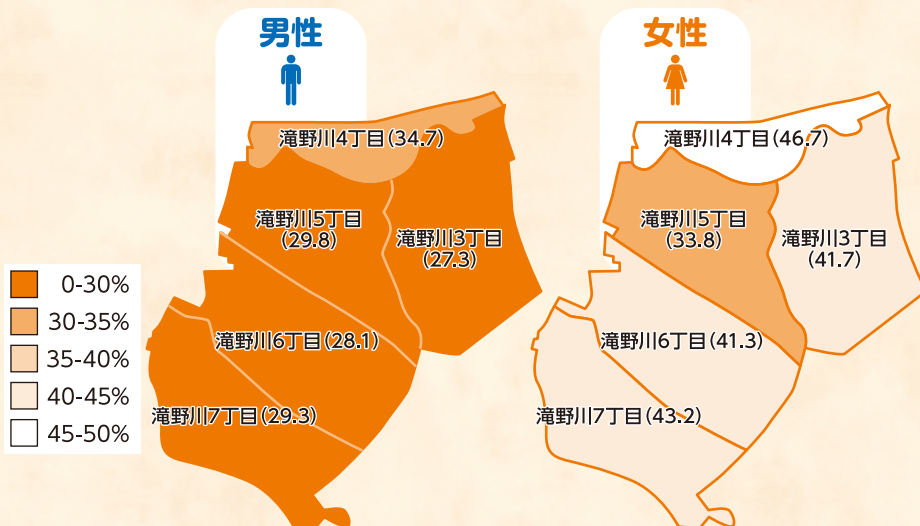 男性
滝野川4丁目(34.7)
滝野川5丁目
(29.8)
滝野川3丁目
(27.3)
滝野川6丁目(28.1)
滝野川7丁目(29.3)
女性
滝野川4丁目(46.7)
滝野川5丁目
(33.8)
滝野川3丁目
(41.7)
滝野川6丁目(41.3)
滝野川7丁目(43.2)
0-30%
30-35%
35-40%
40-45%
45-50%